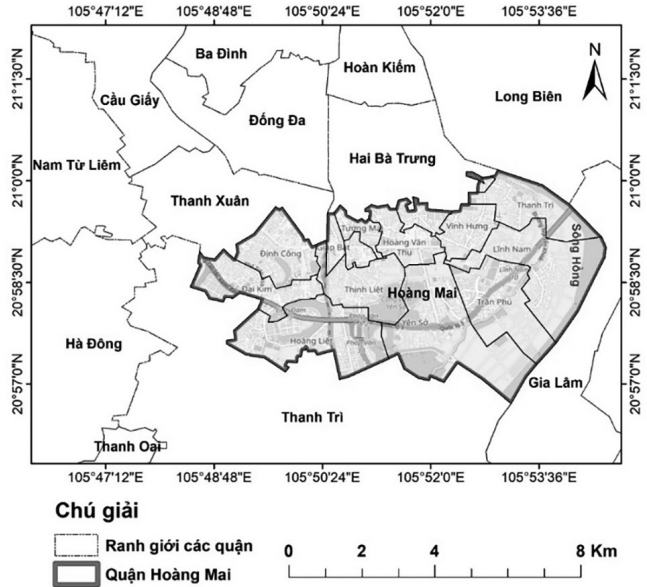 105°47'12"E 105°48'48"E 105°50'24"E 105°52'0"E 105°53'36"E
21°1'30"N
21°0'0"N
20°58'30"N
20°57'0"N
N
Ba Đình
Hoàn Kiếm
Long Biên
Cầu Giấy
Đống Đa
Hai Bà Trưng
Nam Từ Liêm
Thanh Xuân
Thanh Trì
Tương Mai
Vĩnh Hưng
Định Công
Giáp Bát
Hoàng Văn
Thụ
Lĩnh Nam
Sông Hồng
Đại Kim
Thịnh Liệt
Hoàng Mai
Trần Phú
Yên Sở
Hà Đông
Hoàng Liệt
Gia Lâm
Thanh Trì
Thanh Oai
21°1'30"N
21°0'0"N
20°58'30"N
20°57'0"N
105°47'12"E 105°48'48"E 105°50'24"E 105°52'0"E 105°53'36"E
Chú giải
Ranh giới các quận
Quận Hoàng Mai
0 2 4 8 Km